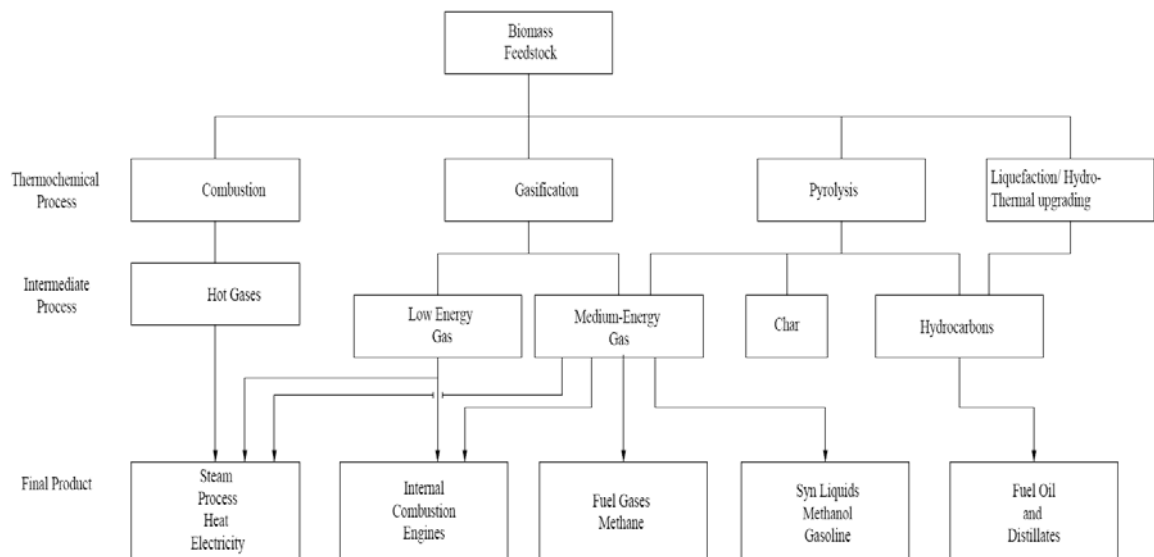 Biomass
Feedstock
Thermochemical
Process
Combustion
Gasification
Pyrolysis
Liquefaction/ Hydro-
Thermal upgrading
Intermediate
Process
Hot Gases
Low Energy
Gas
Medium-Energy
Gas
Char
Hydrocarbons
Final Product
Steam
Process
Heat
Electricity
Internal
Combustion
Engines
Fuel Gases
Methane
Syn Liquids
Methanol
Gasoline
Fuel Oil
and
Distillates